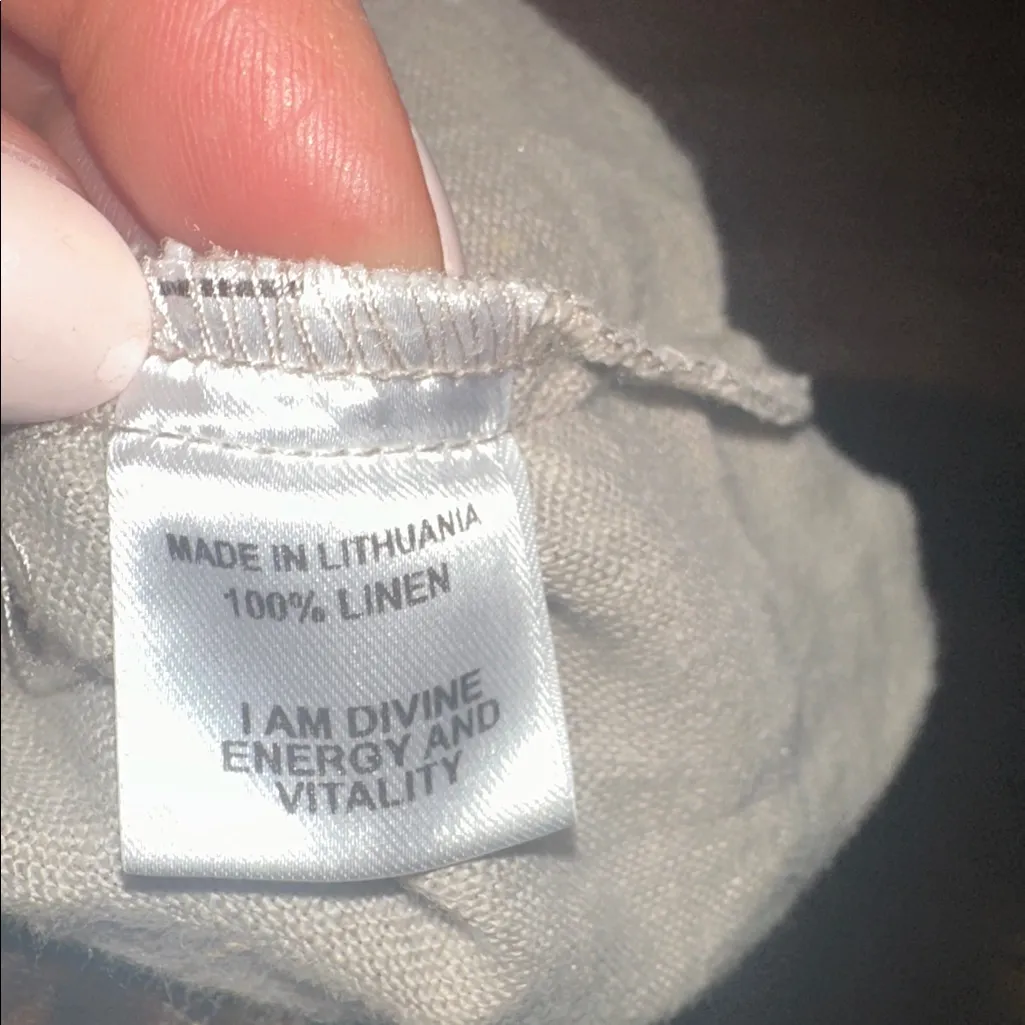 MADE IN LITHUANIA
100% LINEN
I AM DIVINE
ENERGY AND
VITALITY